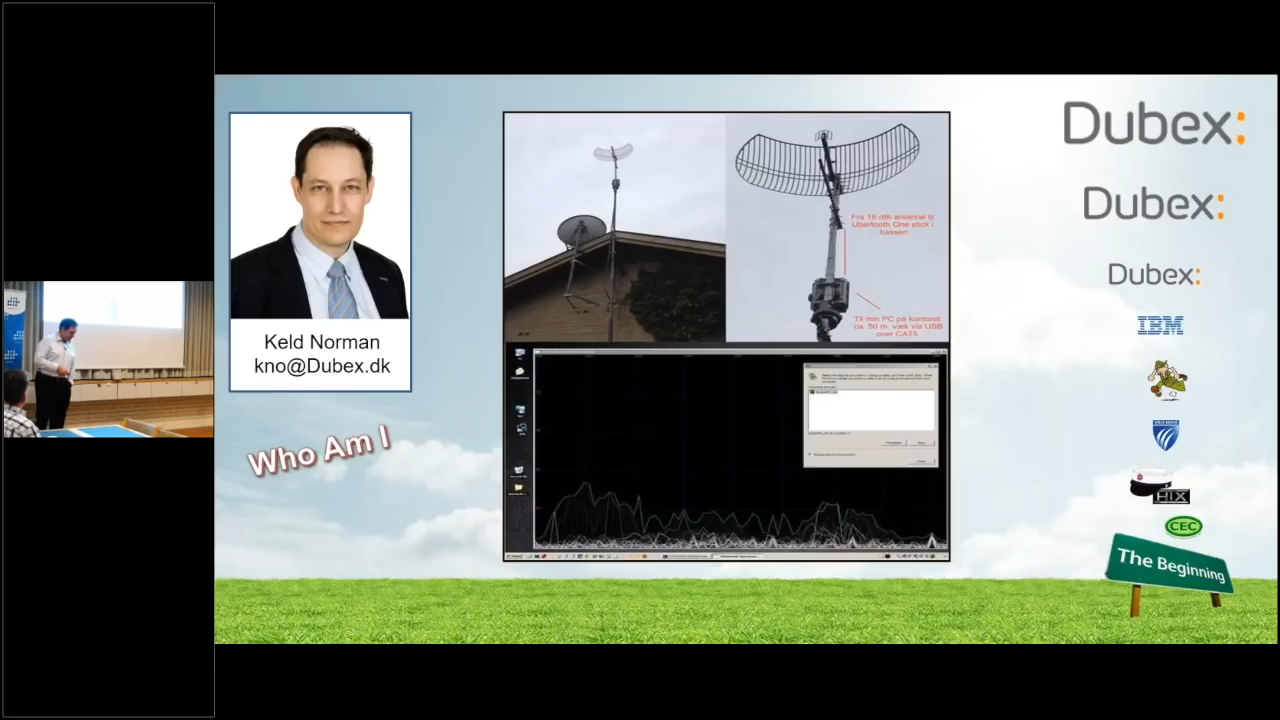 Keld Norman
kno@Dubex.dk
Who Am I
Fra 18 dBi antenne til
Ubertooth One stick i
kassen
Til min PC på kontoret
ca. 50 m væk via USB
over CAT5
Dubex:
Dubex:
Dubex:
IBM
HIX
CEC
The Beginning